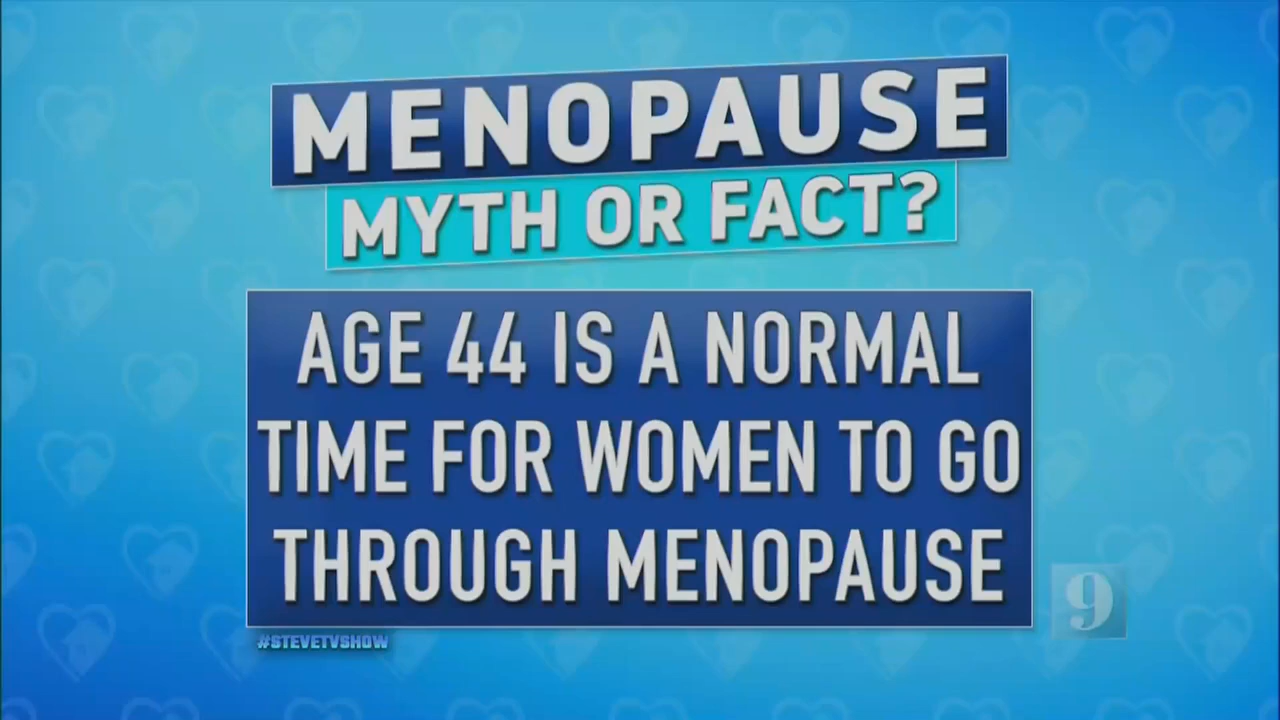 MENOPAUSE
MYTH OR FACT?
AGE 44 IS A NORMAL
TIME FOR WOMEN TO GO
THROUGH MENOPAUSE
#STEVETVSHOW
9